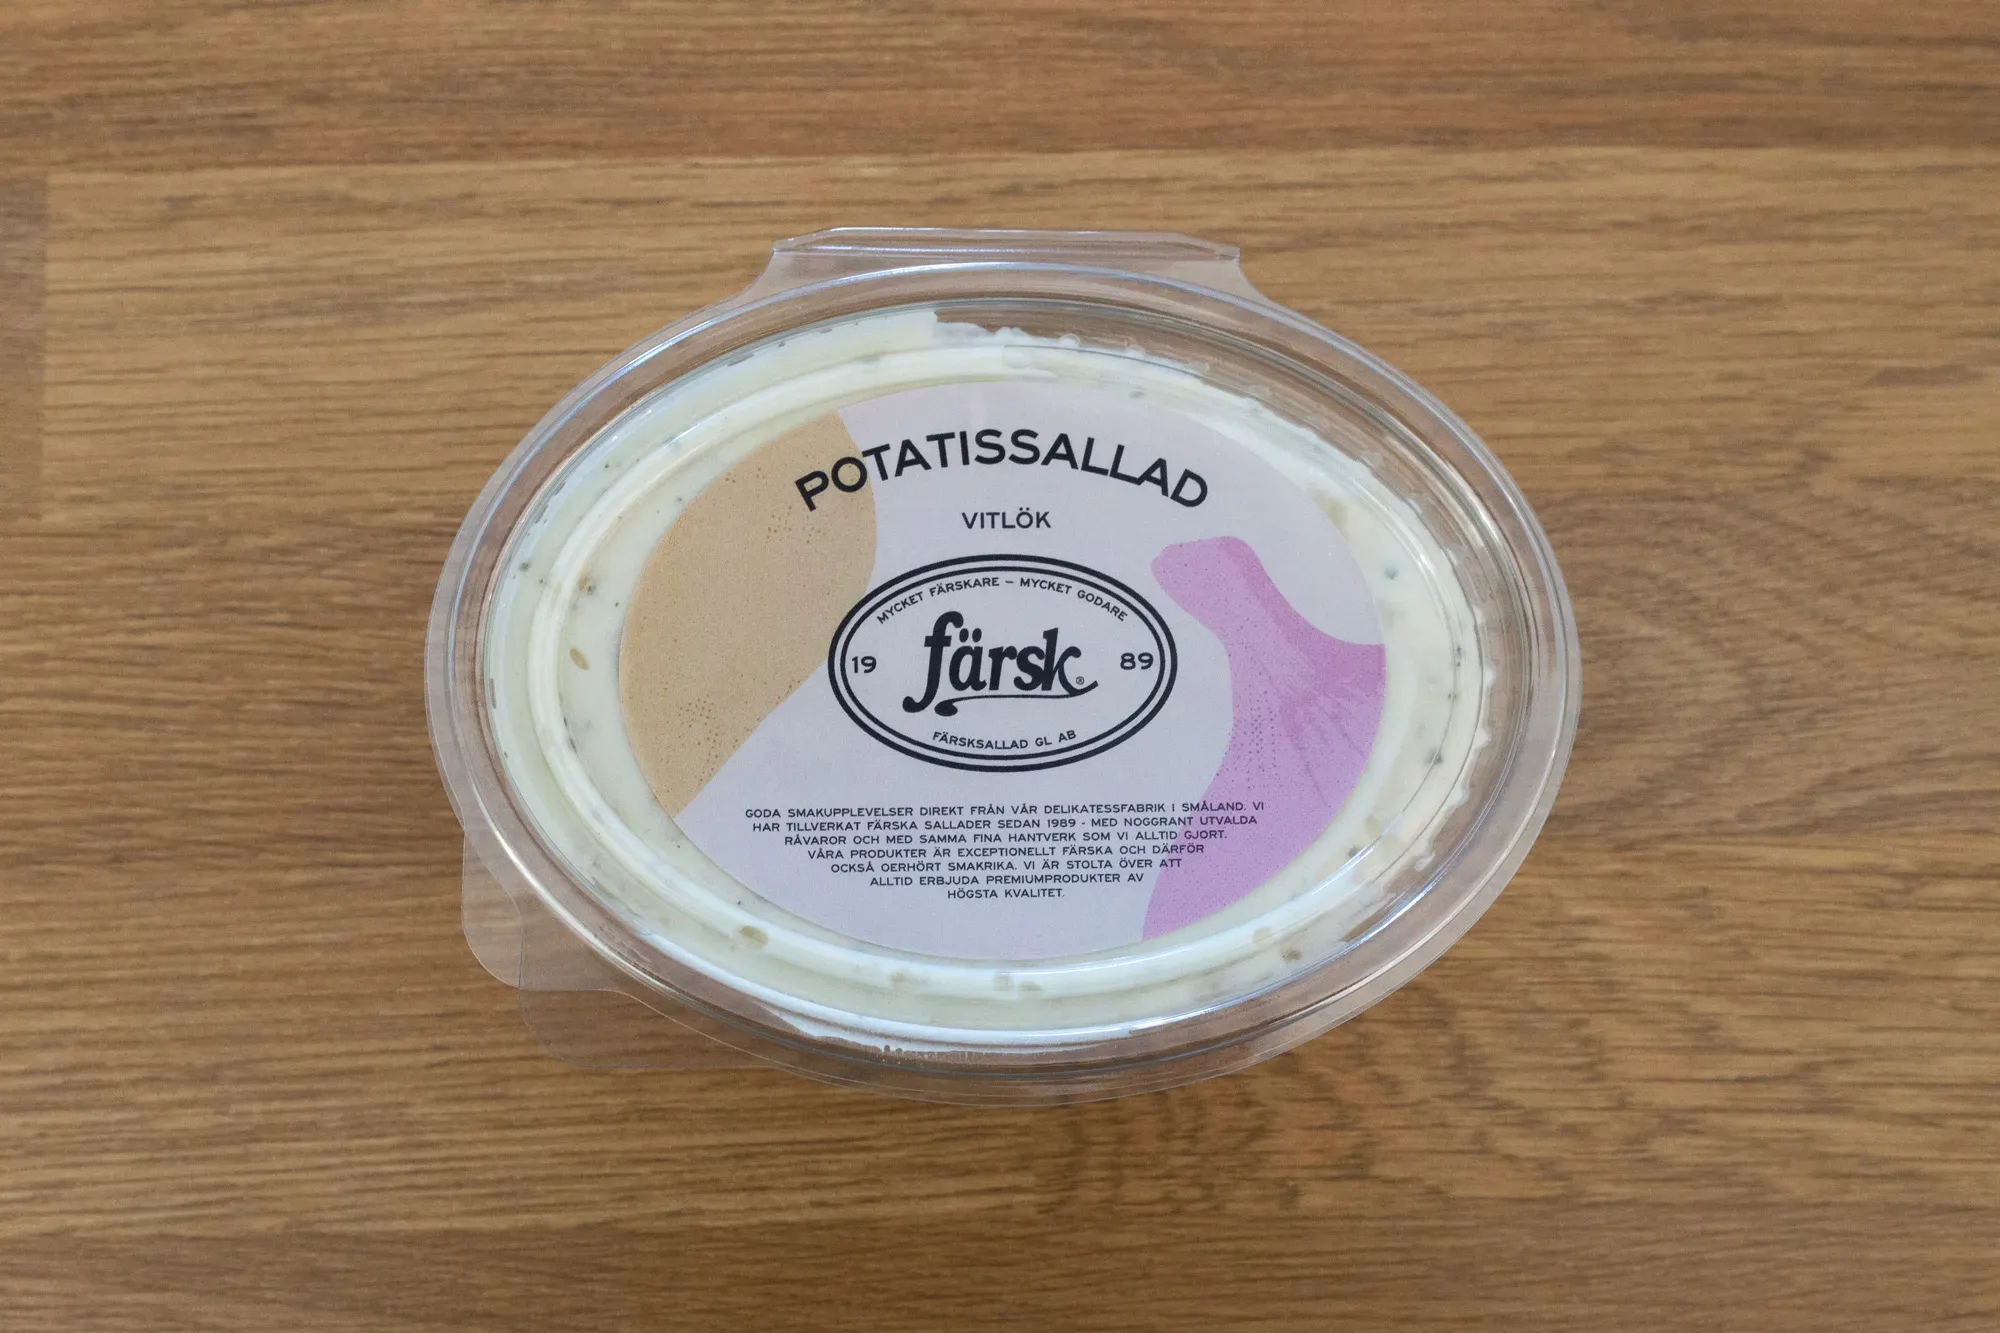 POTATISSALLAD
VITLÖK
MYCKET FÄRSKARE – MYCKET GODARE
19 färsk® 89
FÄRSKSALLAD GL AB
GODA SMAKUPPLEVELSER DIREKT FRÅN VÅR DELIKATESSFABRIK I SMÅLAND. VI
HAR TILLVERKAT FÄRSKA SALLADER SEDAN 1989 - MED NOGGRANT UTVALDA
RÅVAROR OCH MED SAMMA FINA HANTVERK SOM VI ALLTID GJORT.
VÅRA PRODUKTER ÄR EXCEPTIONELLT FÄRSKA OCH DÄRFÖR
OCKSÅ OERHÖRT SMAKRIKA. VI ÄR STOLTA ÖVER ATT
ALLTID ERBJUDA PREMIUMPRODUKTER AV
HÖGSTA KVALITET.